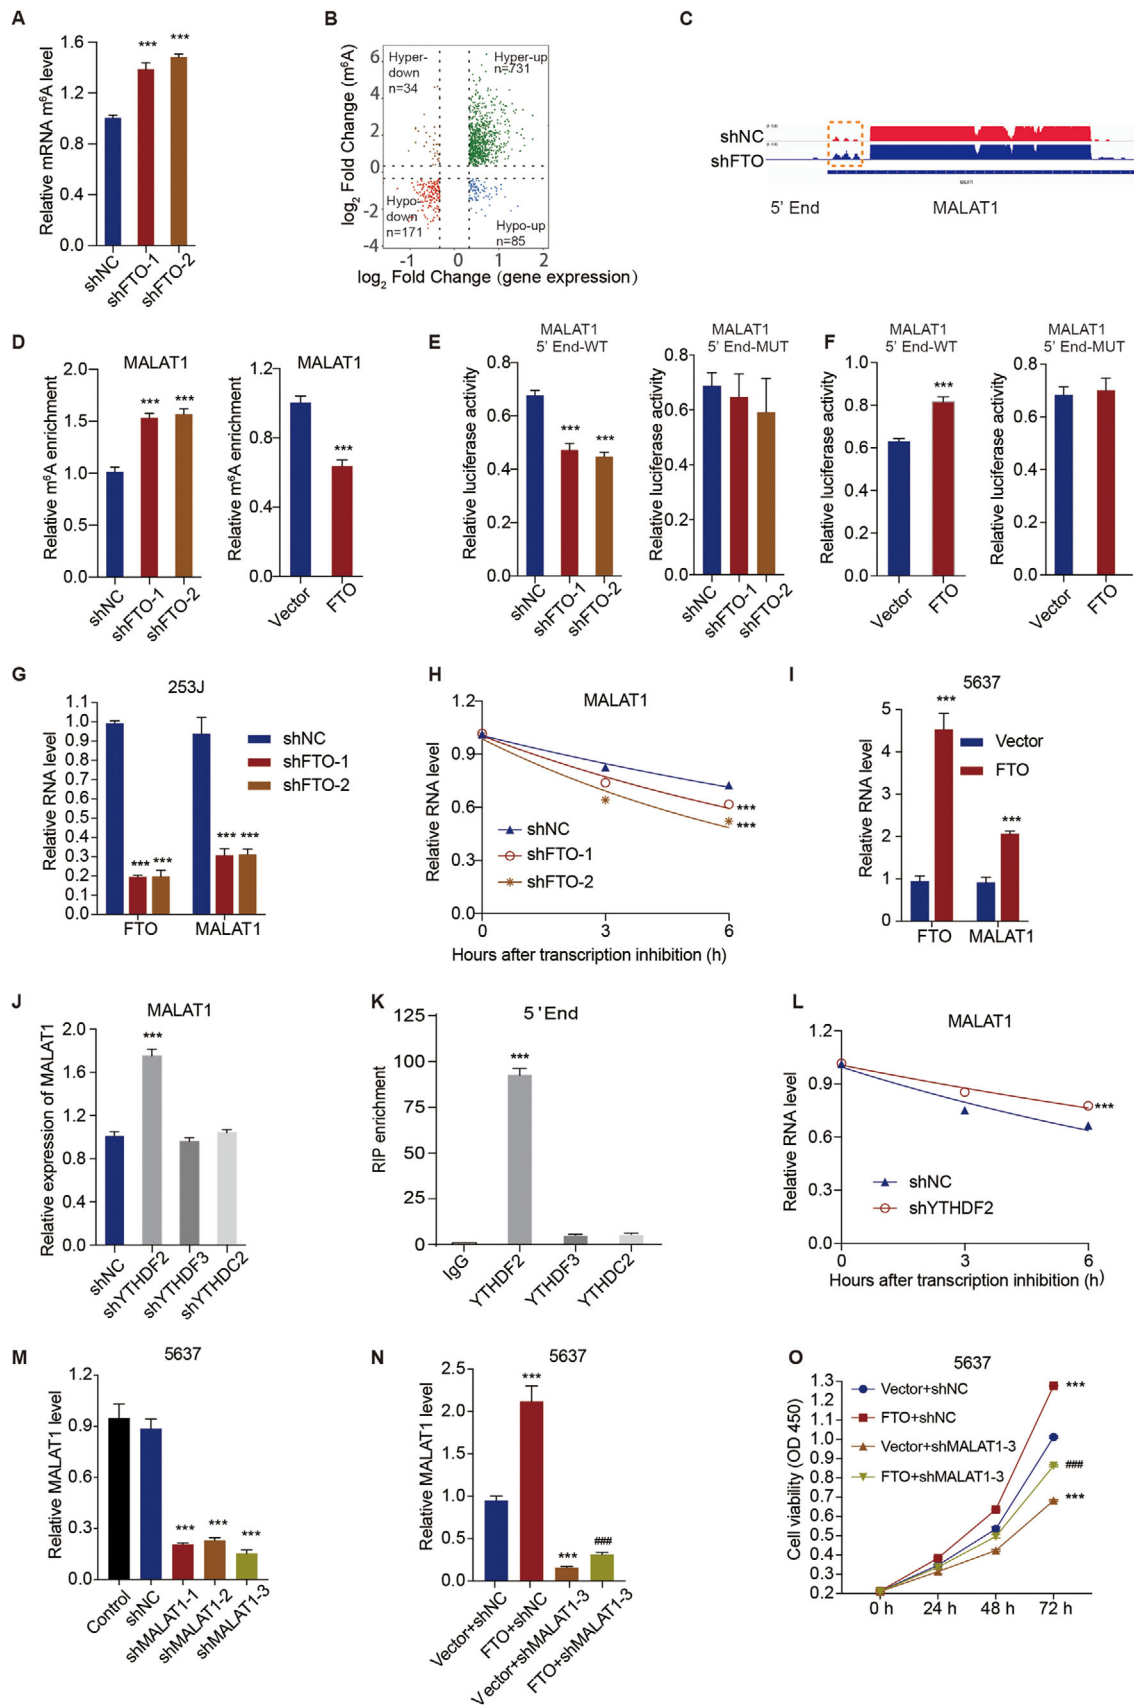 A
Relative mRNA m⁶A level
1.6
1.2
0.8
0.4
0.0
***
***
shNC
shFTO-1
shFTO-2
B
log₂ Fold Change (m⁶A)
6
4
2
0
-2
-4
Hyper-
down
n=34
Hyper-up
n=731
Hypo-
down
n=171
Hypo-up
n=85
-1
0
1
2
log₂ Fold Change (gene expression)
C
shNC
shFTO
MALAT1
5' End
MALAT1
D
MALAT1
Relative m⁶A enrichment
2.0
1.5
1.0
1.5
0.0
***
***
shNC
shFTO-1
shFTO-2
MALAT1
Relative m⁶A enrichment
1.2
0.9
0.6
0.3
0.0
***
Vector
FTO
E
MALAT1
5' End-WT
Relative luciferase activity
0.8
0.6
0.4
0.2
0.0
***
***
shNC
shFTO-1
shFTO-2
MALAT1
5' End-MUT
Relative luciferase activity
0.8
0.6
0.4
0.2
0.0
shNC
shFTO-1
shFTO-2
F
MALAT1
5' End-WT
Relative luciferase activity
1.0
0.8
0.6
0.4
0.2
0.0
***
Vector
FTO
MALAT1
5' End-MUT
Relative luciferase activity
0.8
0.6
0.4
0.2
0.0
Vector
FTO
G
253J
Relative RNA level
1.1
1.0
0.9
0.8
0.7
0.6
0.5
0.4
0.3
0.2
0.1
0
shNC
shFTO-1
shFTO-2
*** ***
*** ***
FTO
MALAT1
H
MALAT1
Relative RNA level
1.2
0.9
0.6
0.3
0.0
***
***
shNC
shFTO-1
shFTO-2
0
3
6
Hours after transcription inhibition (h)
I
5637
Relative RNA level
5
4
3
2
1
0
***
***
Vector
FTO
FTO
MALAT1
J
MALAT1
Relative expression of MALAT1
2.0
1.6
1.2
0.8
0.4
0.0
***
shNC
shYTHDF2
shYTHDF3
shYTHDC2
K
5 'End
RIP enrichment
125
100
75
50
25
0
***
IgG
YTHDF2
YTHDF3
YTHDC2
L
MALAT1
Relative RNA level
1.2
0.9
0.6
0.3
0.0
***
shNC
shYTHDF2
0
3
6
Hours after transcription inhibition (h)
M
5637
Relative MALAT1 level
1.2
0.9
0.6
0.3
0.0
***
***
***
Control
shNC
shMALAT1-1
shMALAT1-2
shMALAT1-3
N
5637
Relative MALAT1 level
2.5
2.0
1.5
1.0
0.5
0.0
***
***
###
Vector+shNC
FTO+shNC
Vector+shMALAT1-3
FTO+shMALAT1-3
O
5637
Cell viability (OD 450)
1.3
1.2
1.1
1.0
0.9
0.8
0.7
0.6
0.5
0.4
0.3
0.2
Vector+shNC
FTO+shNC
Vector+shMALAT1-3
FTO+shMALAT1-3
***
###
***
0 h
24 h
48 h
72 h